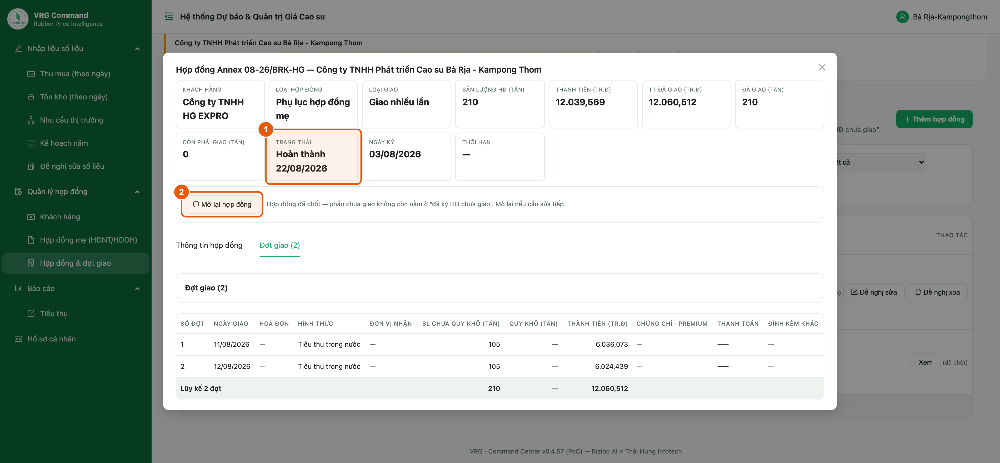 VRG Command
Rubber Price Intelligence
Nhập liệu số liệu
Thu mua (theo ngày)
Tồn kho (theo ngày)
Nhu cầu thị trường
Kế hoạch năm
Đề nghị sửa số liệu
Quản lý hợp đồng
Khách hàng
Hợp đồng mẹ (HĐNT/HĐDH)
Hợp đồng & đợt giao
Báo cáo
Tiêu thụ
Hồ sơ cá nhân
Hệ thống Dự báo & Quản trị Giá Cao su
Bà Rịa-Kampongthom
Công ty TNHH Phát triển Cao su Bà Rịa - Kampong Thom
Thêm hợp đồng
HĐ chưa giao”.
THAO TÁC
Đề nghị sửa
Đề nghị xoá
Xem
(đã chốt)
Hợp đồng Annex 08-26/BRK-HG — Công ty TNHH Phát triển Cao su Bà Rịa - Kampong Thom
KHÁCH HÀNG
Công ty TNHH
HG EXPRO
LOẠI HỢP ĐỒNG
Phụ lục hợp đồng
mẹ
LOẠI GIAO
Giao nhiều lần
SẢN LƯỢNG HĐ (TẤN)
210
THÀNH TIỀN (TR.Đ)
12.039,569
TT ĐÃ GIAO (TR.Đ)
12.060,512
ĐÃ GIAO (TẤN)
210
CÒN PHẢI GIAO (TẤN)
0
1
TRẠNG THÁI
Hoàn thành
22/08/2026
NGÀY KÝ
03/08/2026
THỜI HẠN
—
2
Mở lại hợp đồng
Hợp đồng đã chốt — phần chưa giao không còn nằm ở “đã ký HĐ chưa giao”. Mở lại nếu cần sửa tiếp.
Thông tin hợp đồng
Đợt giao (2)
Đợt giao (2)
SỐ ĐỢT NGÀY GIAO HOÁ ĐƠN HÌNH THỨC ĐƠN VỊ NHẬN SL CHƯA QUY KHÔ (TẤN) QUY KHÔ (TẤN) THÀNH TIỀN (TR.Đ) CHỨNG CHỈ · PREMIUM THANH TOÁN ĐÍNH KÈM KHÁC
1 11/08/2026 — Tiêu thụ trong nước — 105 — 6.036,073 — —— —
2 12/08/2026 — Tiêu thụ trong nước — 105 — 6.024,439 — —— —
Lũy kế 2 đợt 210 — 12.060,512
VRG · Command Center v0.4.57 (PoC) — Bizino AI × Thái Hưng Infotech